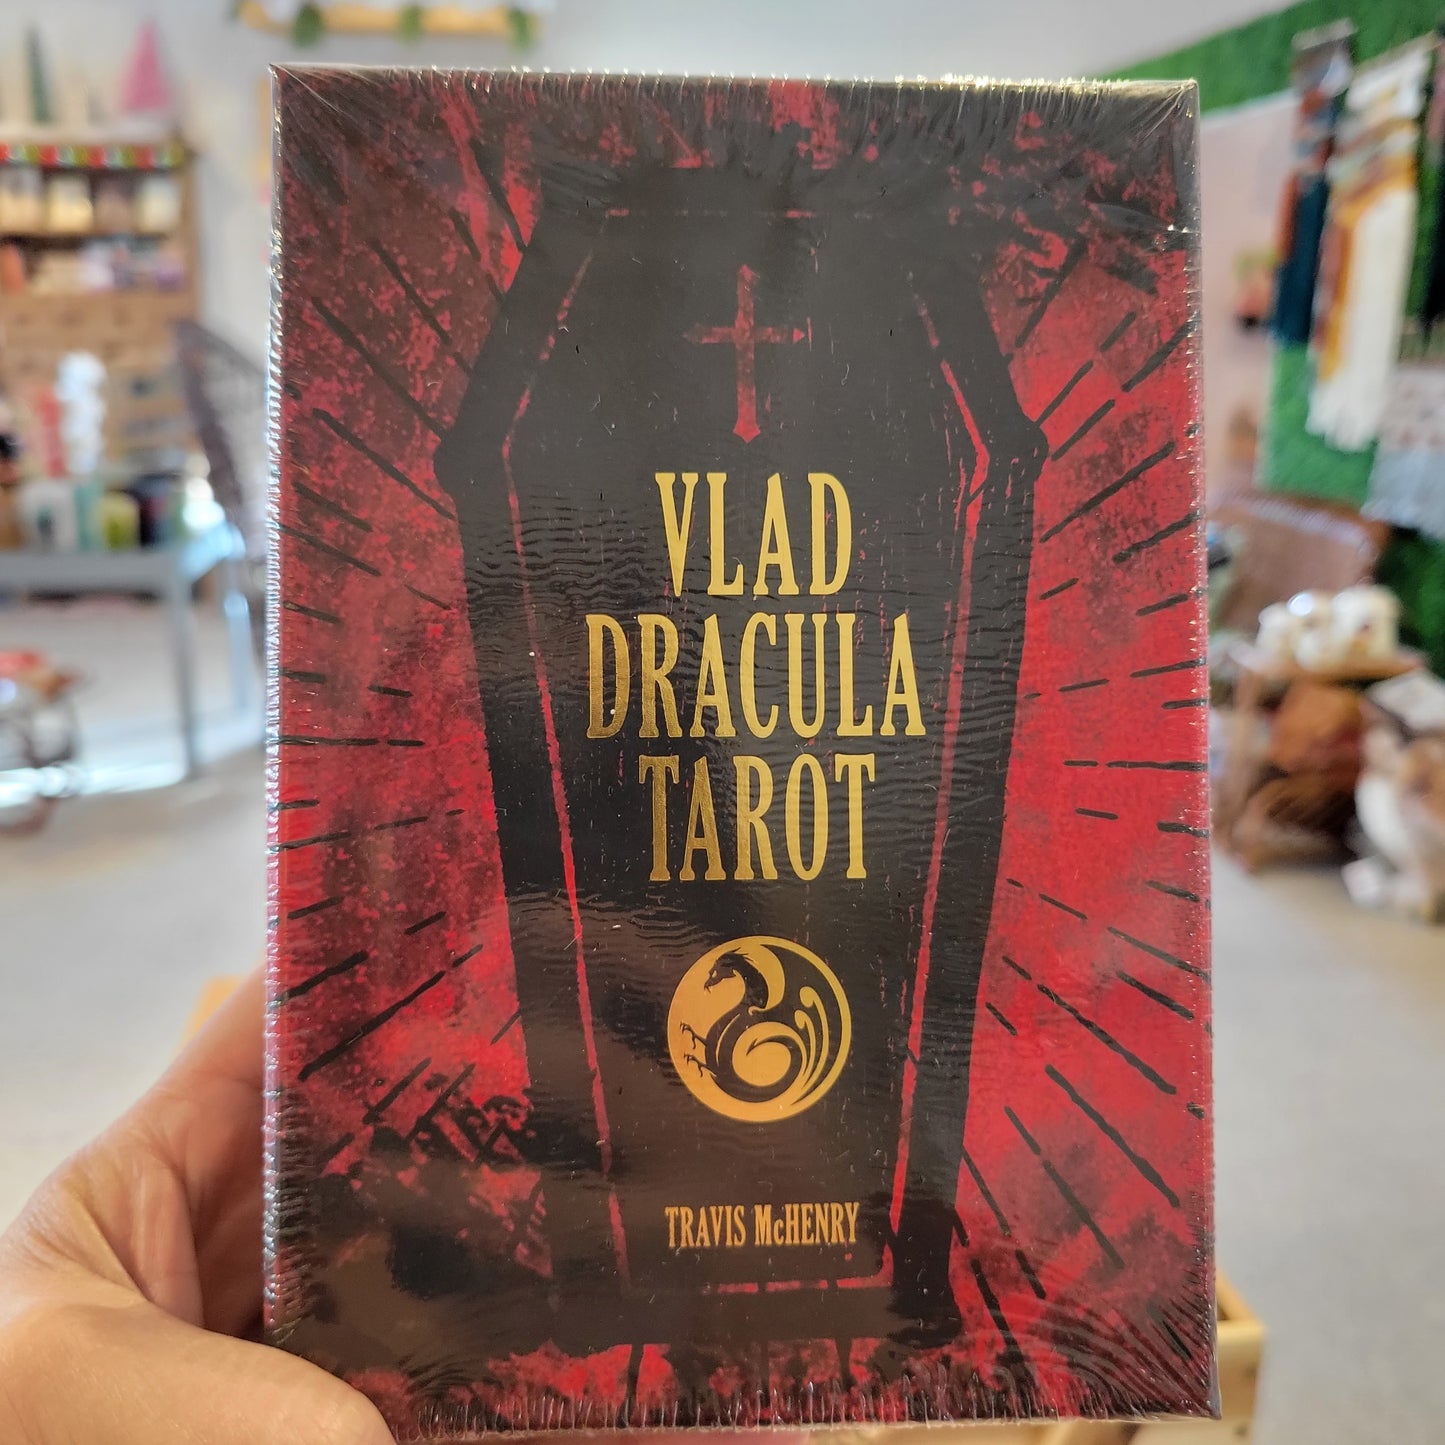 VLAD
DRACULA
TAROT
TRAVIS McHENRY